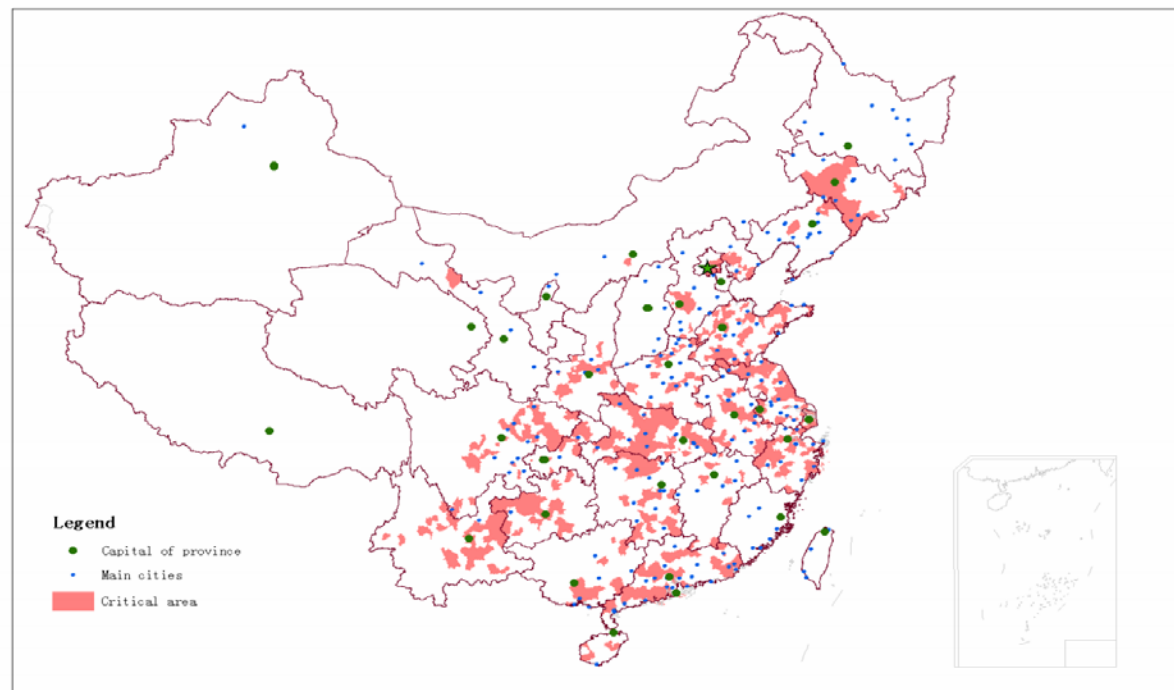 Legend
Capital of province
Main cities
Critical area